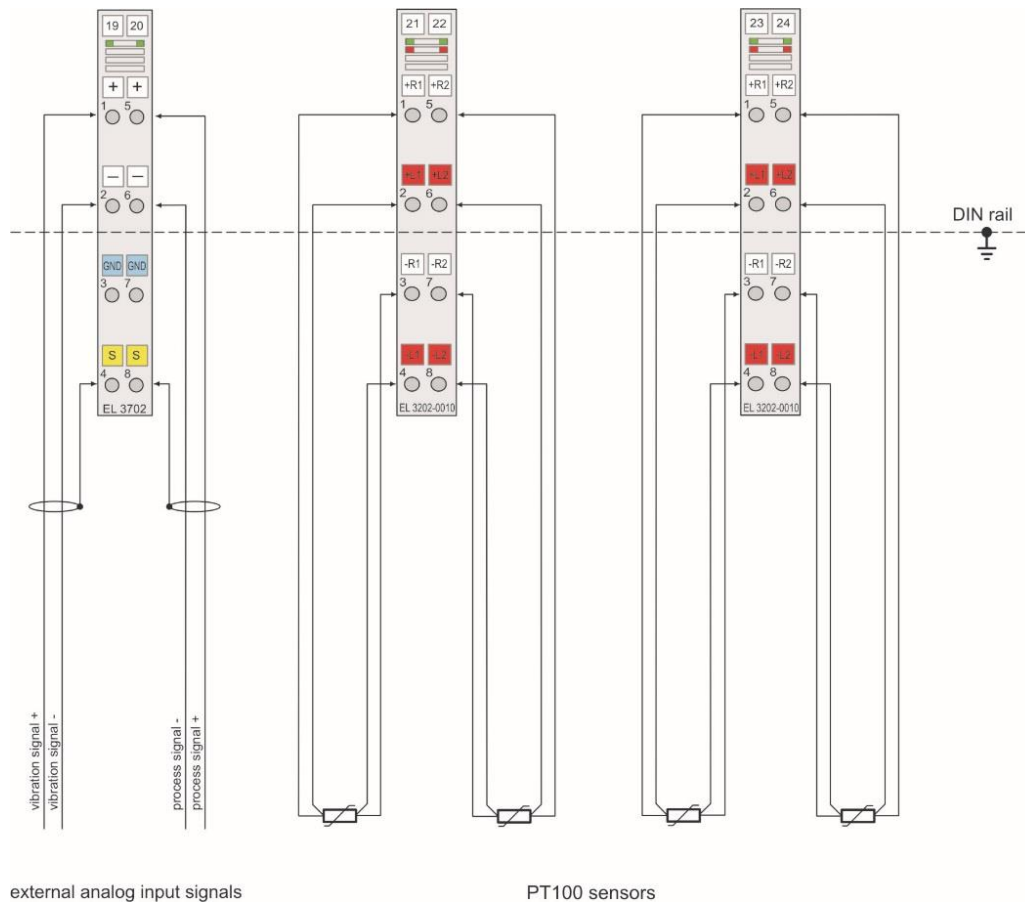 19 20
+ +
1 5
— —
2 6
GND GND
3 7
S S
4 8
EL 3702
21 22
+R1 +R2
1 5
+L1 +L2
2 6
-R1 -R2
3 7
-L1 -L2
4 8
EL 3202-0010
23 24
+R1 +R2
1 5
+L1 +L2
2 6
-R1 -R2
3 7
-L1 -L2
4 8
EL 3202-0010
DIN rail
vibration signal +
vibration signal -
process signal -
process signal +
external analog input signals
PT100 sensors